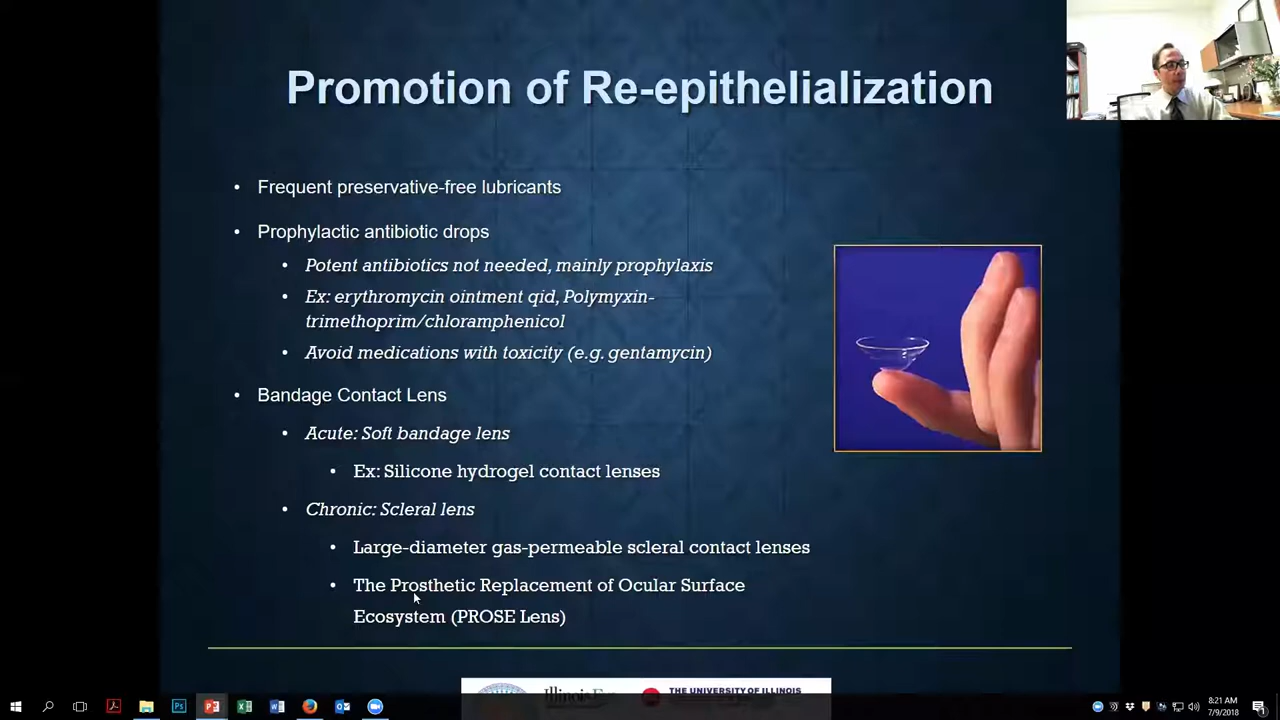 Promotion of Re-epithelialization
• Frequent preservative-free lubricants
• Prophylactic antibiotic drops
• Potent antibiotics not needed, mainly prophylaxis
• Ex: erythromycin ointment qid, Polymyxin-
trimethoprim/chloramphenicol
• Avoid medications with toxicity (e.g. gentamycin)
• Bandage Contact Lens
• Acute: Soft bandage lens
• Ex: Silicone hydrogel contact lenses
• Chronic: Scleral lens
• Large-diameter gas-permeable scleral contact lenses
• The Prosthetic Replacement of Ocular Surface
Ecosystem (PROSE Lens)
THE UNIVERSITY OF ILLINOIS
8:21 AM
7/9/2018